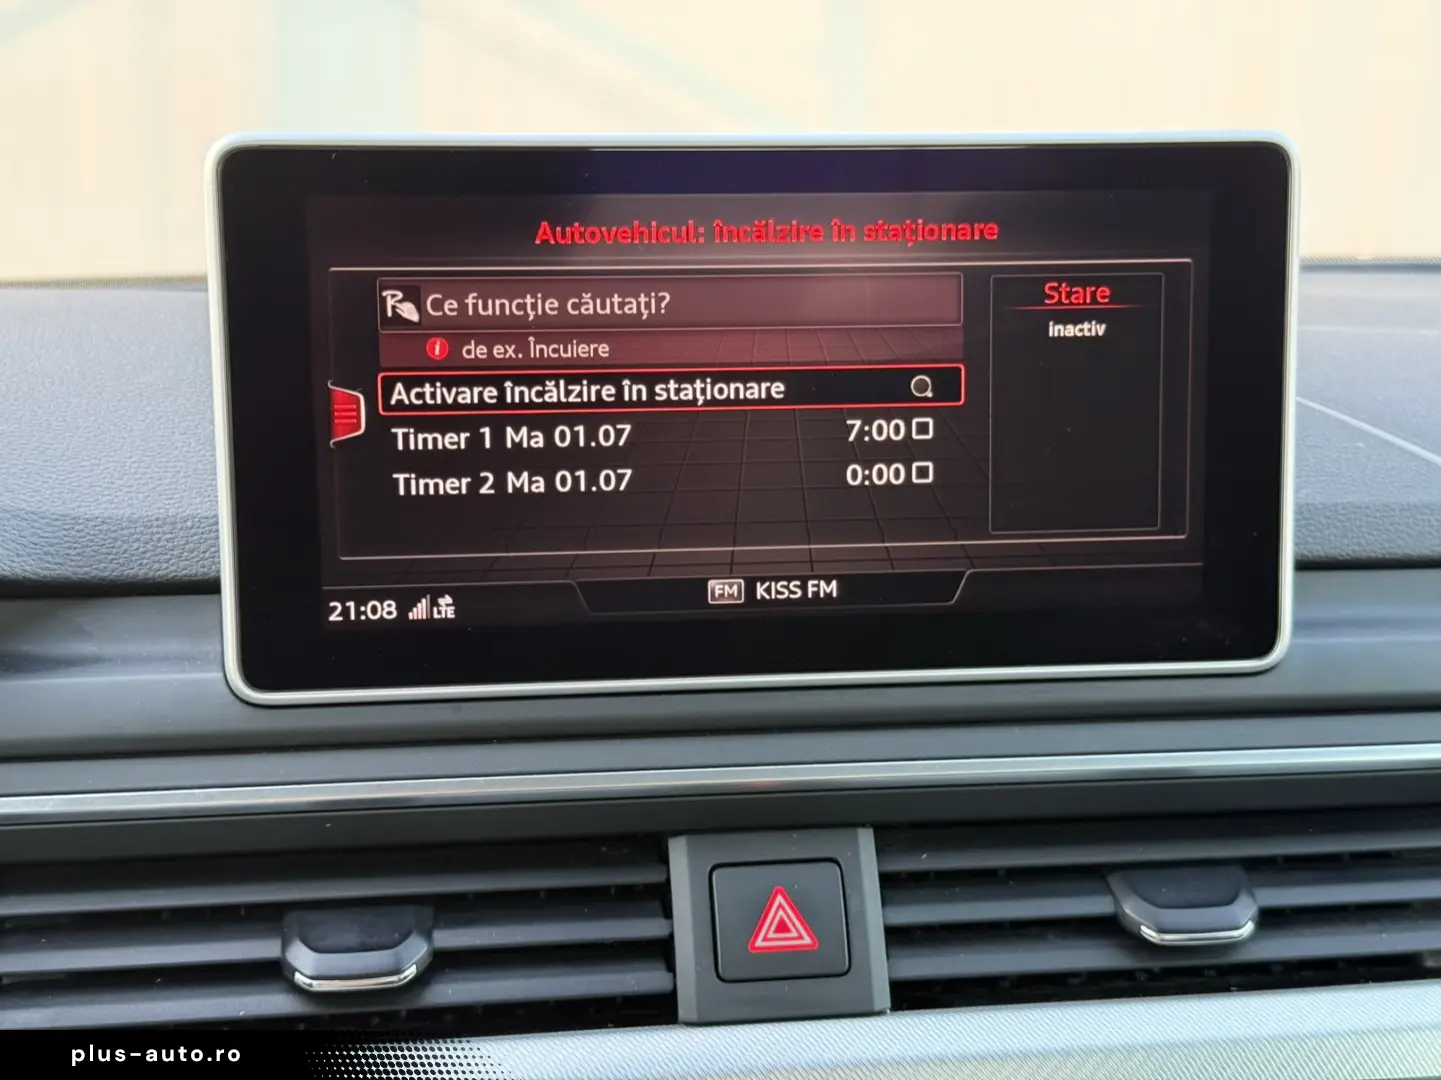 Autovehicul: încălzire în staționare
Ce funcție căutați?
de ex. Încuiere
Activare încălzire în staționare
Timer 1 Ma 01.07 7:00
Timer 2 Ma 01.07 0:00
Stare
inactiv
21:08 LTE
FM KISS FM
plus-auto.ro